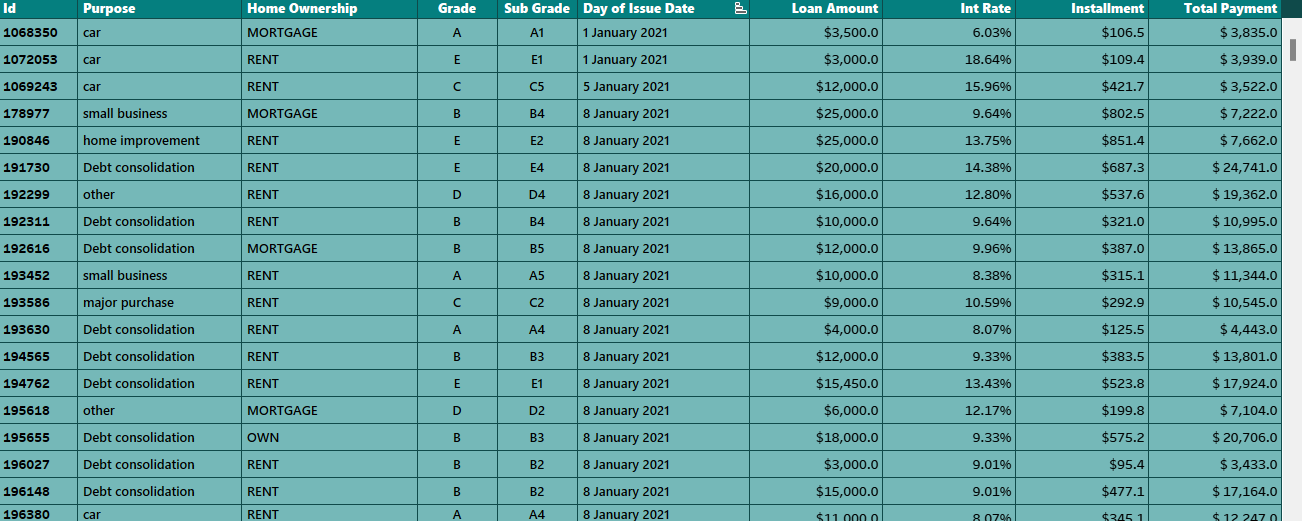 Id Purpose Home Ownership Grade Sub Grade Day of Issue Date Loan Amount Int Rate Installment Total Payment
1068350 car MORTGAGE A A1 1 January 2021 $3,500.0 6.03% $106.5 $ 3,835.0
1072053 car RENT E E1 1 January 2021 $3,000.0 18.64% $109.4 $ 3,939.0
1069243 car RENT C C5 5 January 2021 $12,000.0 15.96% $421.7 $ 3,522.0
178977 small business MORTGAGE B B4 8 January 2021 $25,000.0 9.64% $802.5 $ 7,222.0
190846 home improvement RENT E E2 8 January 2021 $25,000.0 13.75% $851.4 $ 7,662.0
191730 Debt consolidation RENT E E4 8 January 2021 $20,000.0 14.38% $687.3 $ 24,741.0
192299 other RENT D D4 8 January 2021 $16,000.0 12.80% $537.6 $ 19,362.0
192311 Debt consolidation RENT B B4 8 January 2021 $10,000.0 9.64% $321.0 $ 10,995.0
192616 Debt consolidation MORTGAGE B B5 8 January 2021 $12,000.0 9.96% $387.0 $ 13,865.0
193452 small business RENT A A5 8 January 2021 $10,000.0 8.38% $315.1 $ 11,344.0
193586 major purchase RENT C C2 8 January 2021 $9,000.0 10.59% $292.9 $ 10,545.0
193630 Debt consolidation RENT A A4 8 January 2021 $4,000.0 8.07% $125.5 $ 4,443.0
194565 Debt consolidation RENT B B3 8 January 2021 $12,000.0 9.33% $383.5 $ 13,801.0
194762 Debt consolidation RENT E E1 8 January 2021 $15,450.0 13.43% $523.8 $ 17,924.0
195618 other MORTGAGE D D2 8 January 2021 $6,000.0 12.17% $199.8 $ 7,104.0
195655 Debt consolidation OWN B B3 8 January 2021 $18,000.0 9.33% $575.2 $ 20,706.0
196027 Debt consolidation RENT B B2 8 January 2021 $3,000.0 9.01% $95.4 $ 3,433.0
196148 Debt consolidation RENT B B2 8 January 2021 $15,000.0 9.01% $477.1 $ 17,164.0
196380 car RENT A A4 8 January 2021 $11,000.0 8.07% $345.1 $ 12,247.0